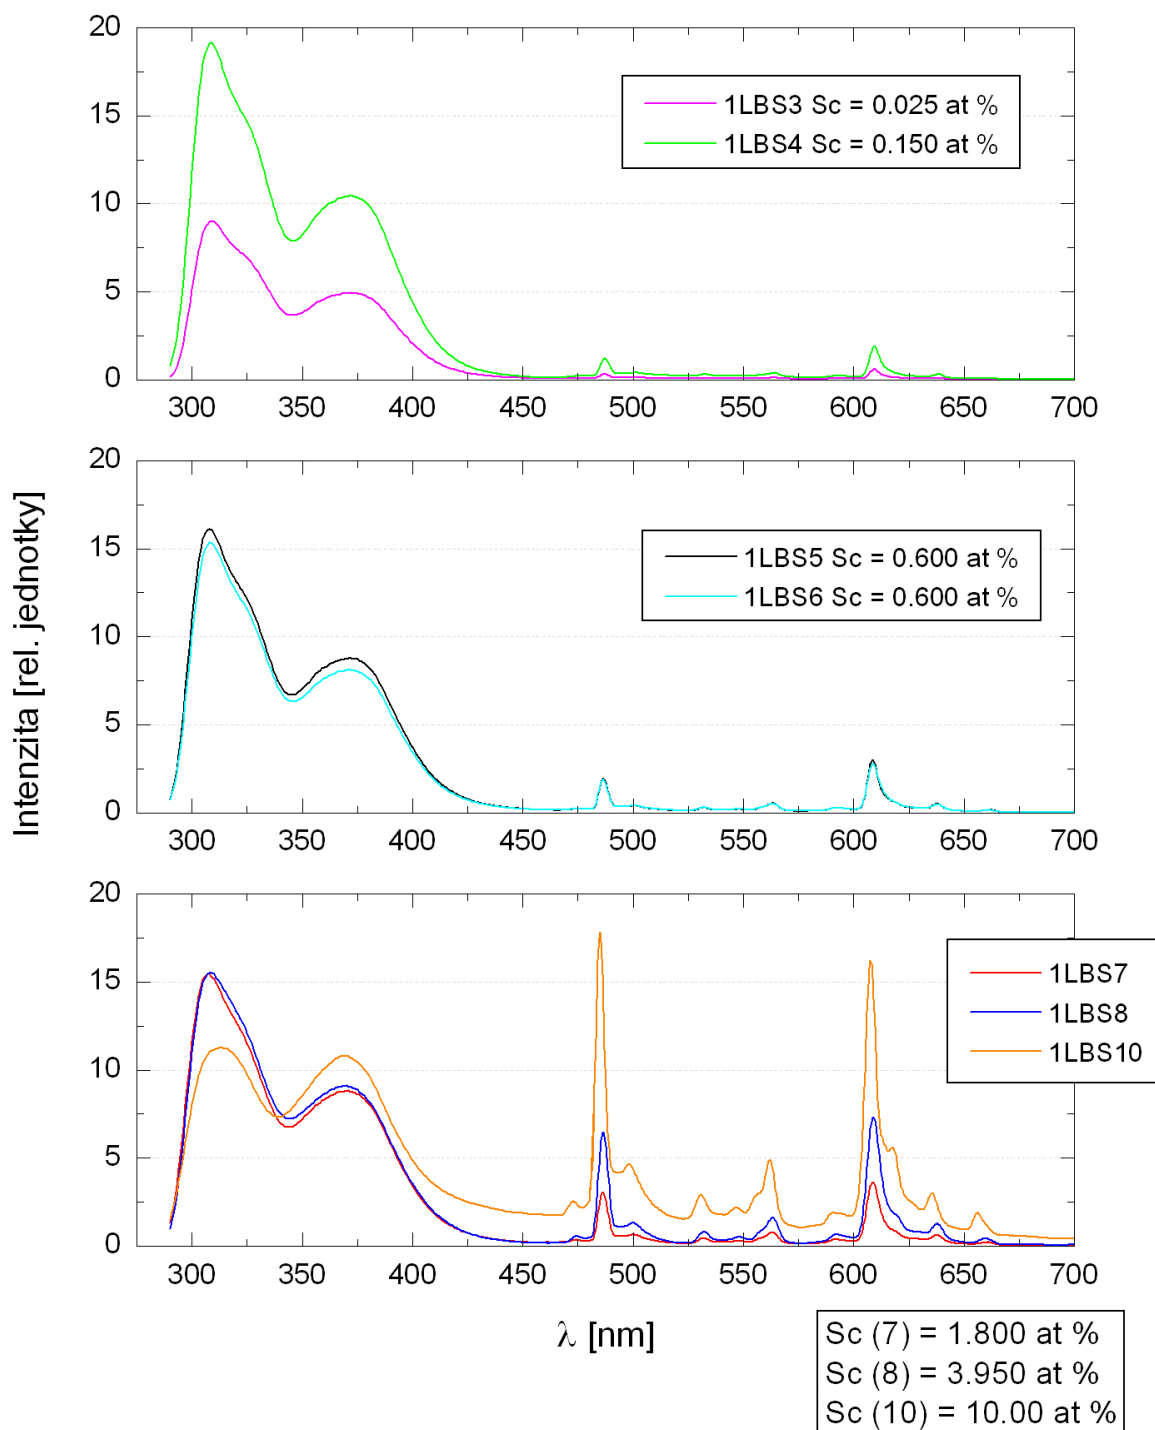 20
15
10
5
0
1LBS3 Sc = 0.025 at %
1LBS4 Sc = 0.150 at %
300 350 400 450 500 550 600 650 700
Intenzita [rel. jednotky]
20
15
10
5
0
1LBS5 Sc = 0.600 at %
1LBS6 Sc = 0.600 at %
300 350 400 450 500 550 600 650 700
20
15
10
5
0
1LBS7
1LBS8
1LBS10
300 350 400 450 500 550 600 650 700
λ [nm]
Sc (7) = 1.800 at %
Sc (8) = 3.950 at %
Sc (10) = 10.00 at %